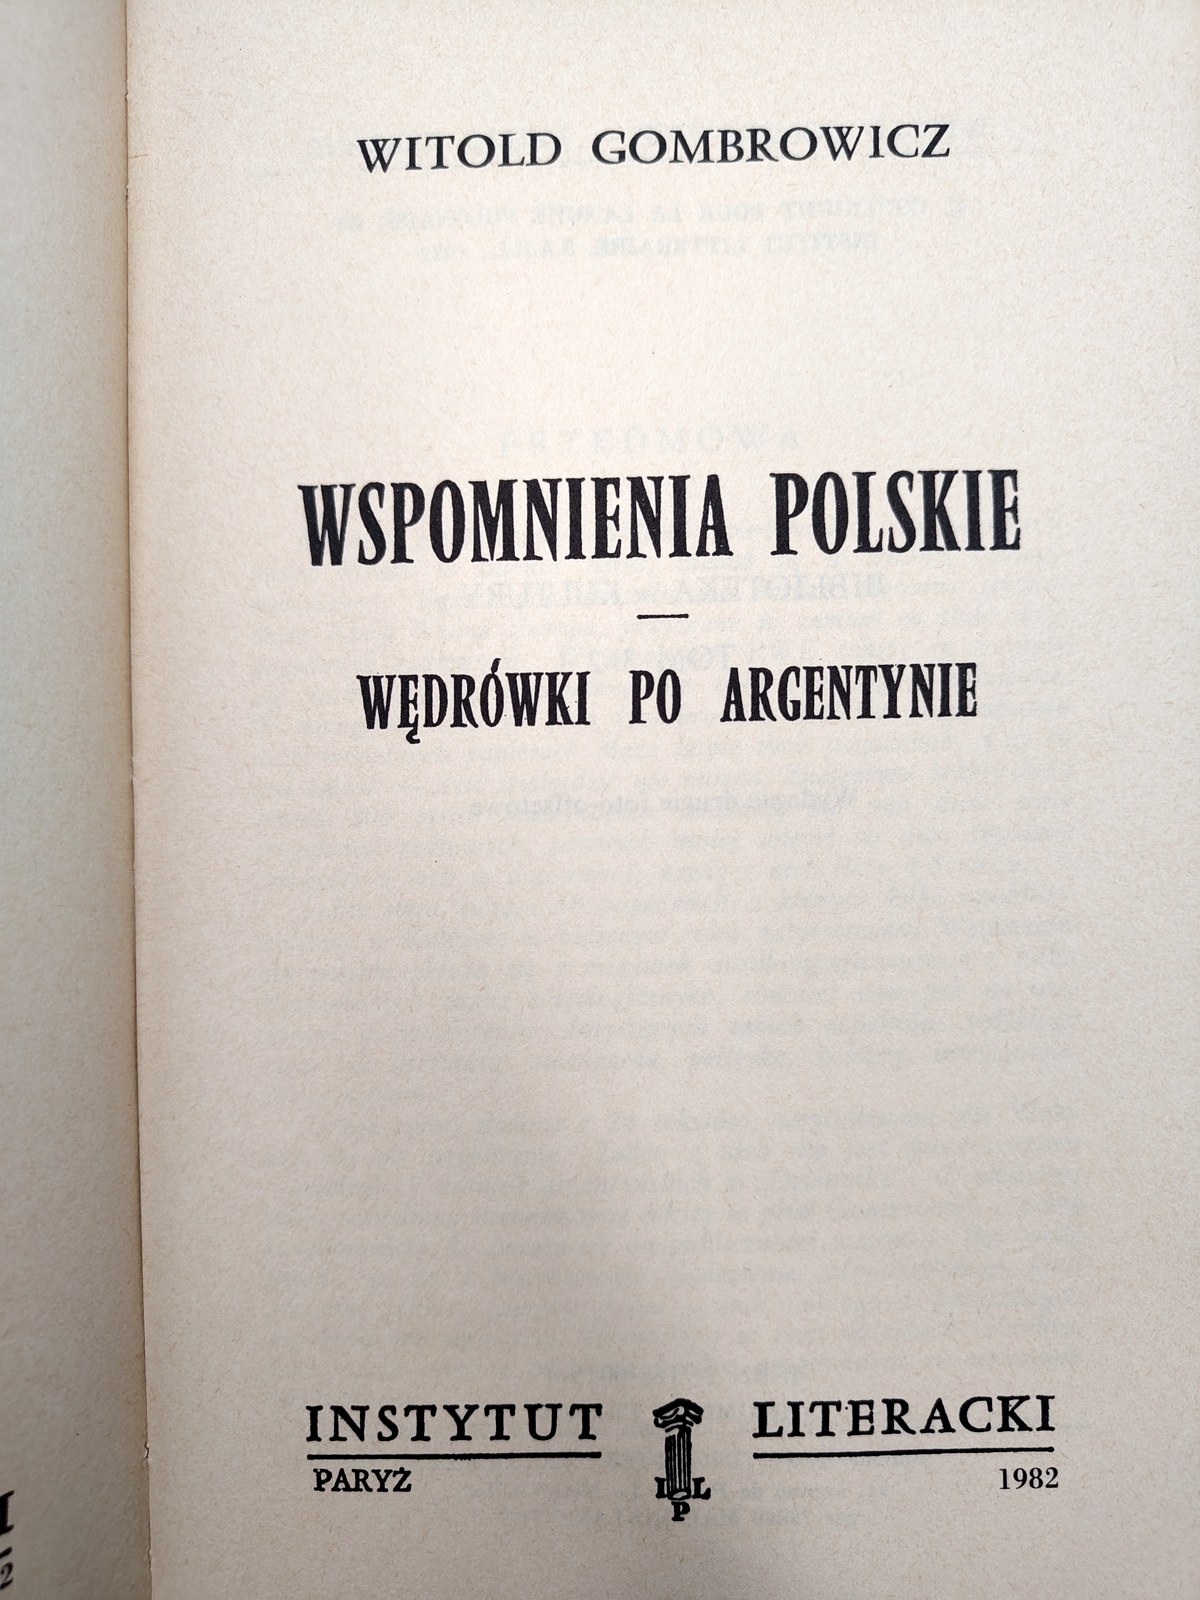 WITOLD GOMBROWICZ
WSPOMNIENIA POLSKIE
WĘDRÓWKI PO ARGENTYNIE
INSTYTUT LITERACKI
PARYŻ 1982
I L
P